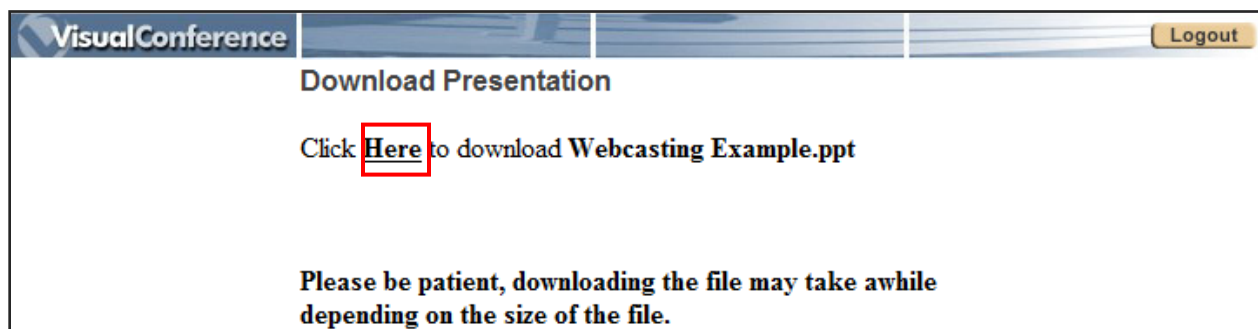 VisualConference
Logout
Download Presentation
Click Here to download Webcasting Example.ppt
Please be patient, downloading the file may take awhile
depending on the size of the file.